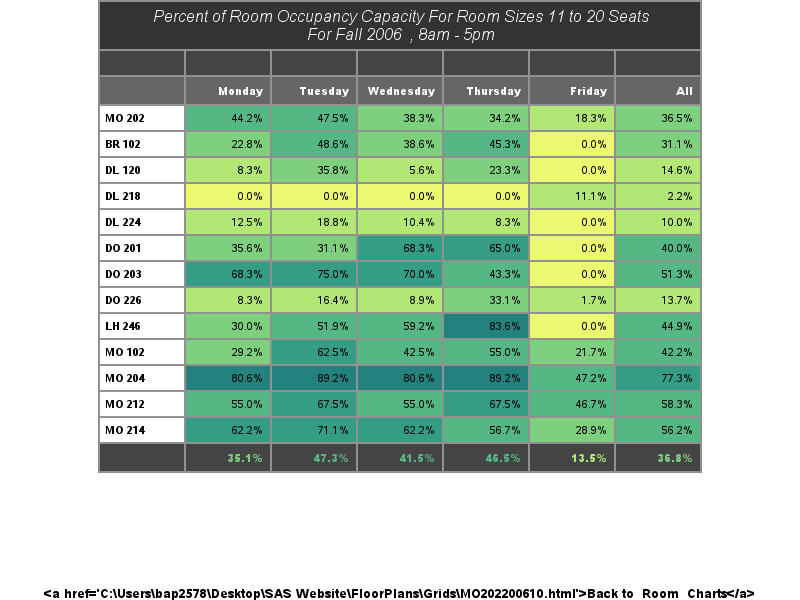 Percent of Room Occupancy Capacity For Room Sizes 11 to 20 Seats
For Fall 2006 , 8am - 5pm
Monday Tuesday Wednesday Thursday Friday All
MO 202 44.2% 47.5% 38.3% 34.2% 18.3% 36.5%
BR 102 22.8% 48.6% 38.6% 45.3% 0.0% 31.1%
DL 120 8.3% 35.8% 5.6% 23.3% 0.0% 14.6%
DL 218 0.0% 0.0% 0.0% 0.0% 11.1% 2.2%
DL 224 12.5% 18.8% 10.4% 8.3% 0.0% 10.0%
DO 201 35.6% 31.1% 68.3% 65.0% 0.0% 40.0%
DO 203 68.3% 75.0% 70.0% 43.3% 0.0% 51.3%
DO 226 8.3% 16.4% 8.9% 33.1% 1.7% 13.7%
LH 246 30.0% 51.9% 59.2% 83.6% 0.0% 44.9%
MO 102 29.2% 62.5% 42.5% 55.0% 21.7% 42.2%
MO 204 80.6% 89.2% 80.6% 89.2% 47.2% 77.3%
MO 212 55.0% 67.5% 55.0% 67.5% 46.7% 58.3%
MO 214 62.2% 71.1% 62.2% 56.7% 28.9% 56.2%
35.1% 47.3% 41.5% 46.5% 13.5% 36.8%
<a href='C:\Users\bap2578\Desktop\SAS Website\FloorPlans\Grids\MO202200610.html'>Back to Room Charts</a>